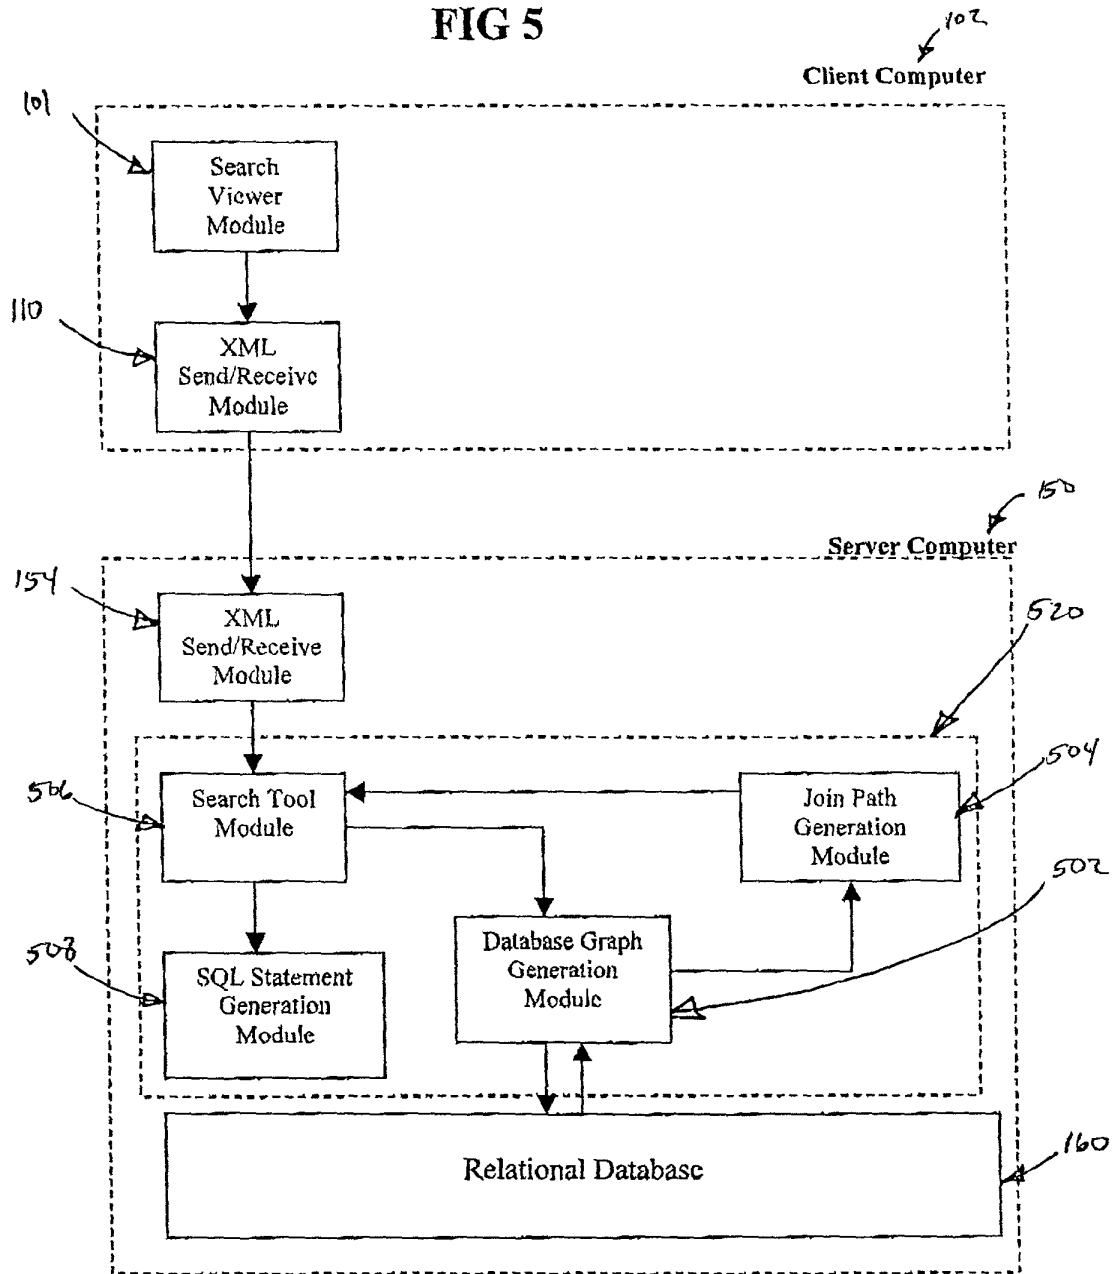 FIG 5
102
Client Computer
101
Search
Viewer
Module
110
XML
Send/Receive
Module
150
Server Computer
154
XML
Send/Receive
Module
520
506
Search Tool
Module
504
Join Path
Generation
Module
502
508
SQL Statement
Generation
Module
Database Graph
Generation
Module
Relational Database
160